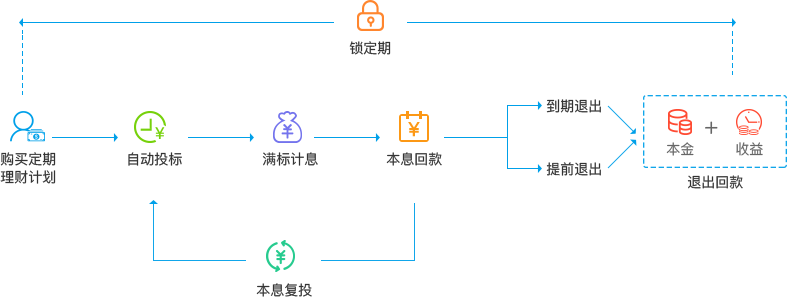 锁定期
购买定期
理财计划
自动投标
满标计息
本息回款
到期退出
提前退出
本金
+
收益
退出回款
本息复投